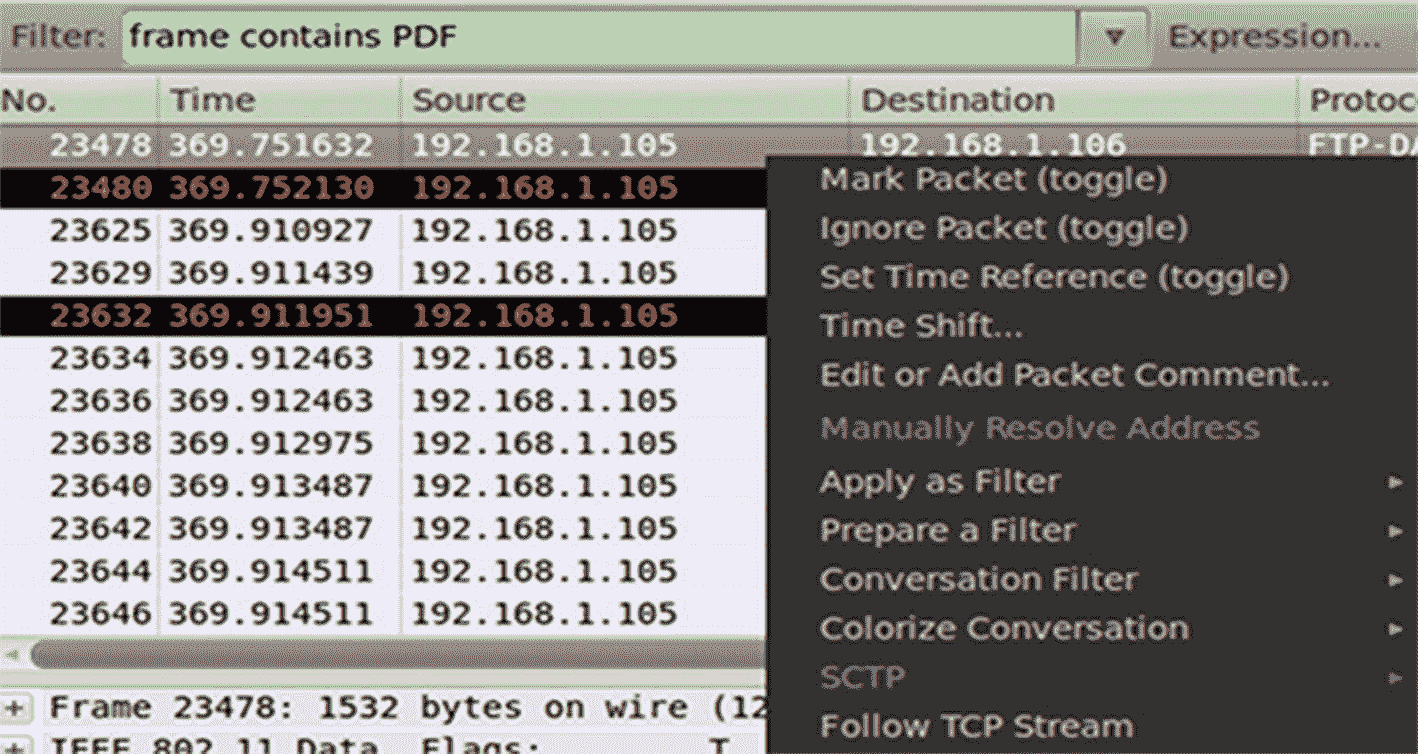 Filter: frame contains PDF Expression...
No. Time Source Destination Protoc
23478 369.751632 192.168.1.105 192.168.1.106 FTP-DA
Mark Packet (toggle)
23480 369.752130 192.168.1.105
Ignore Packet (toggle)
23625 369.910927 192.168.1.105
23629 369.911439 192.168.1.105
Set Time Reference (toggle)
23632 369.911951 192.168.1.105
Time Shift...
23634 369.912463 192.168.1.105
Edit or Add Packet Comment...
23636 369.912463 192.168.1.105
Manually Resolve Address
23638 369.912975 192.168.1.105
23640 369.913487 192.168.1.105
Apply as Filter
23642 369.913487 192.168.1.105
Prepare a Filter
23644 369.914511 192.168.1.105
Conversation Filter
23646 369.914511 192.168.1.105
Colorize Conversation
SCTP
Frame 23478: 1532 bytes on wire (12
Follow TCP Stream
IEEE 802.11 Data, Flags: .......T